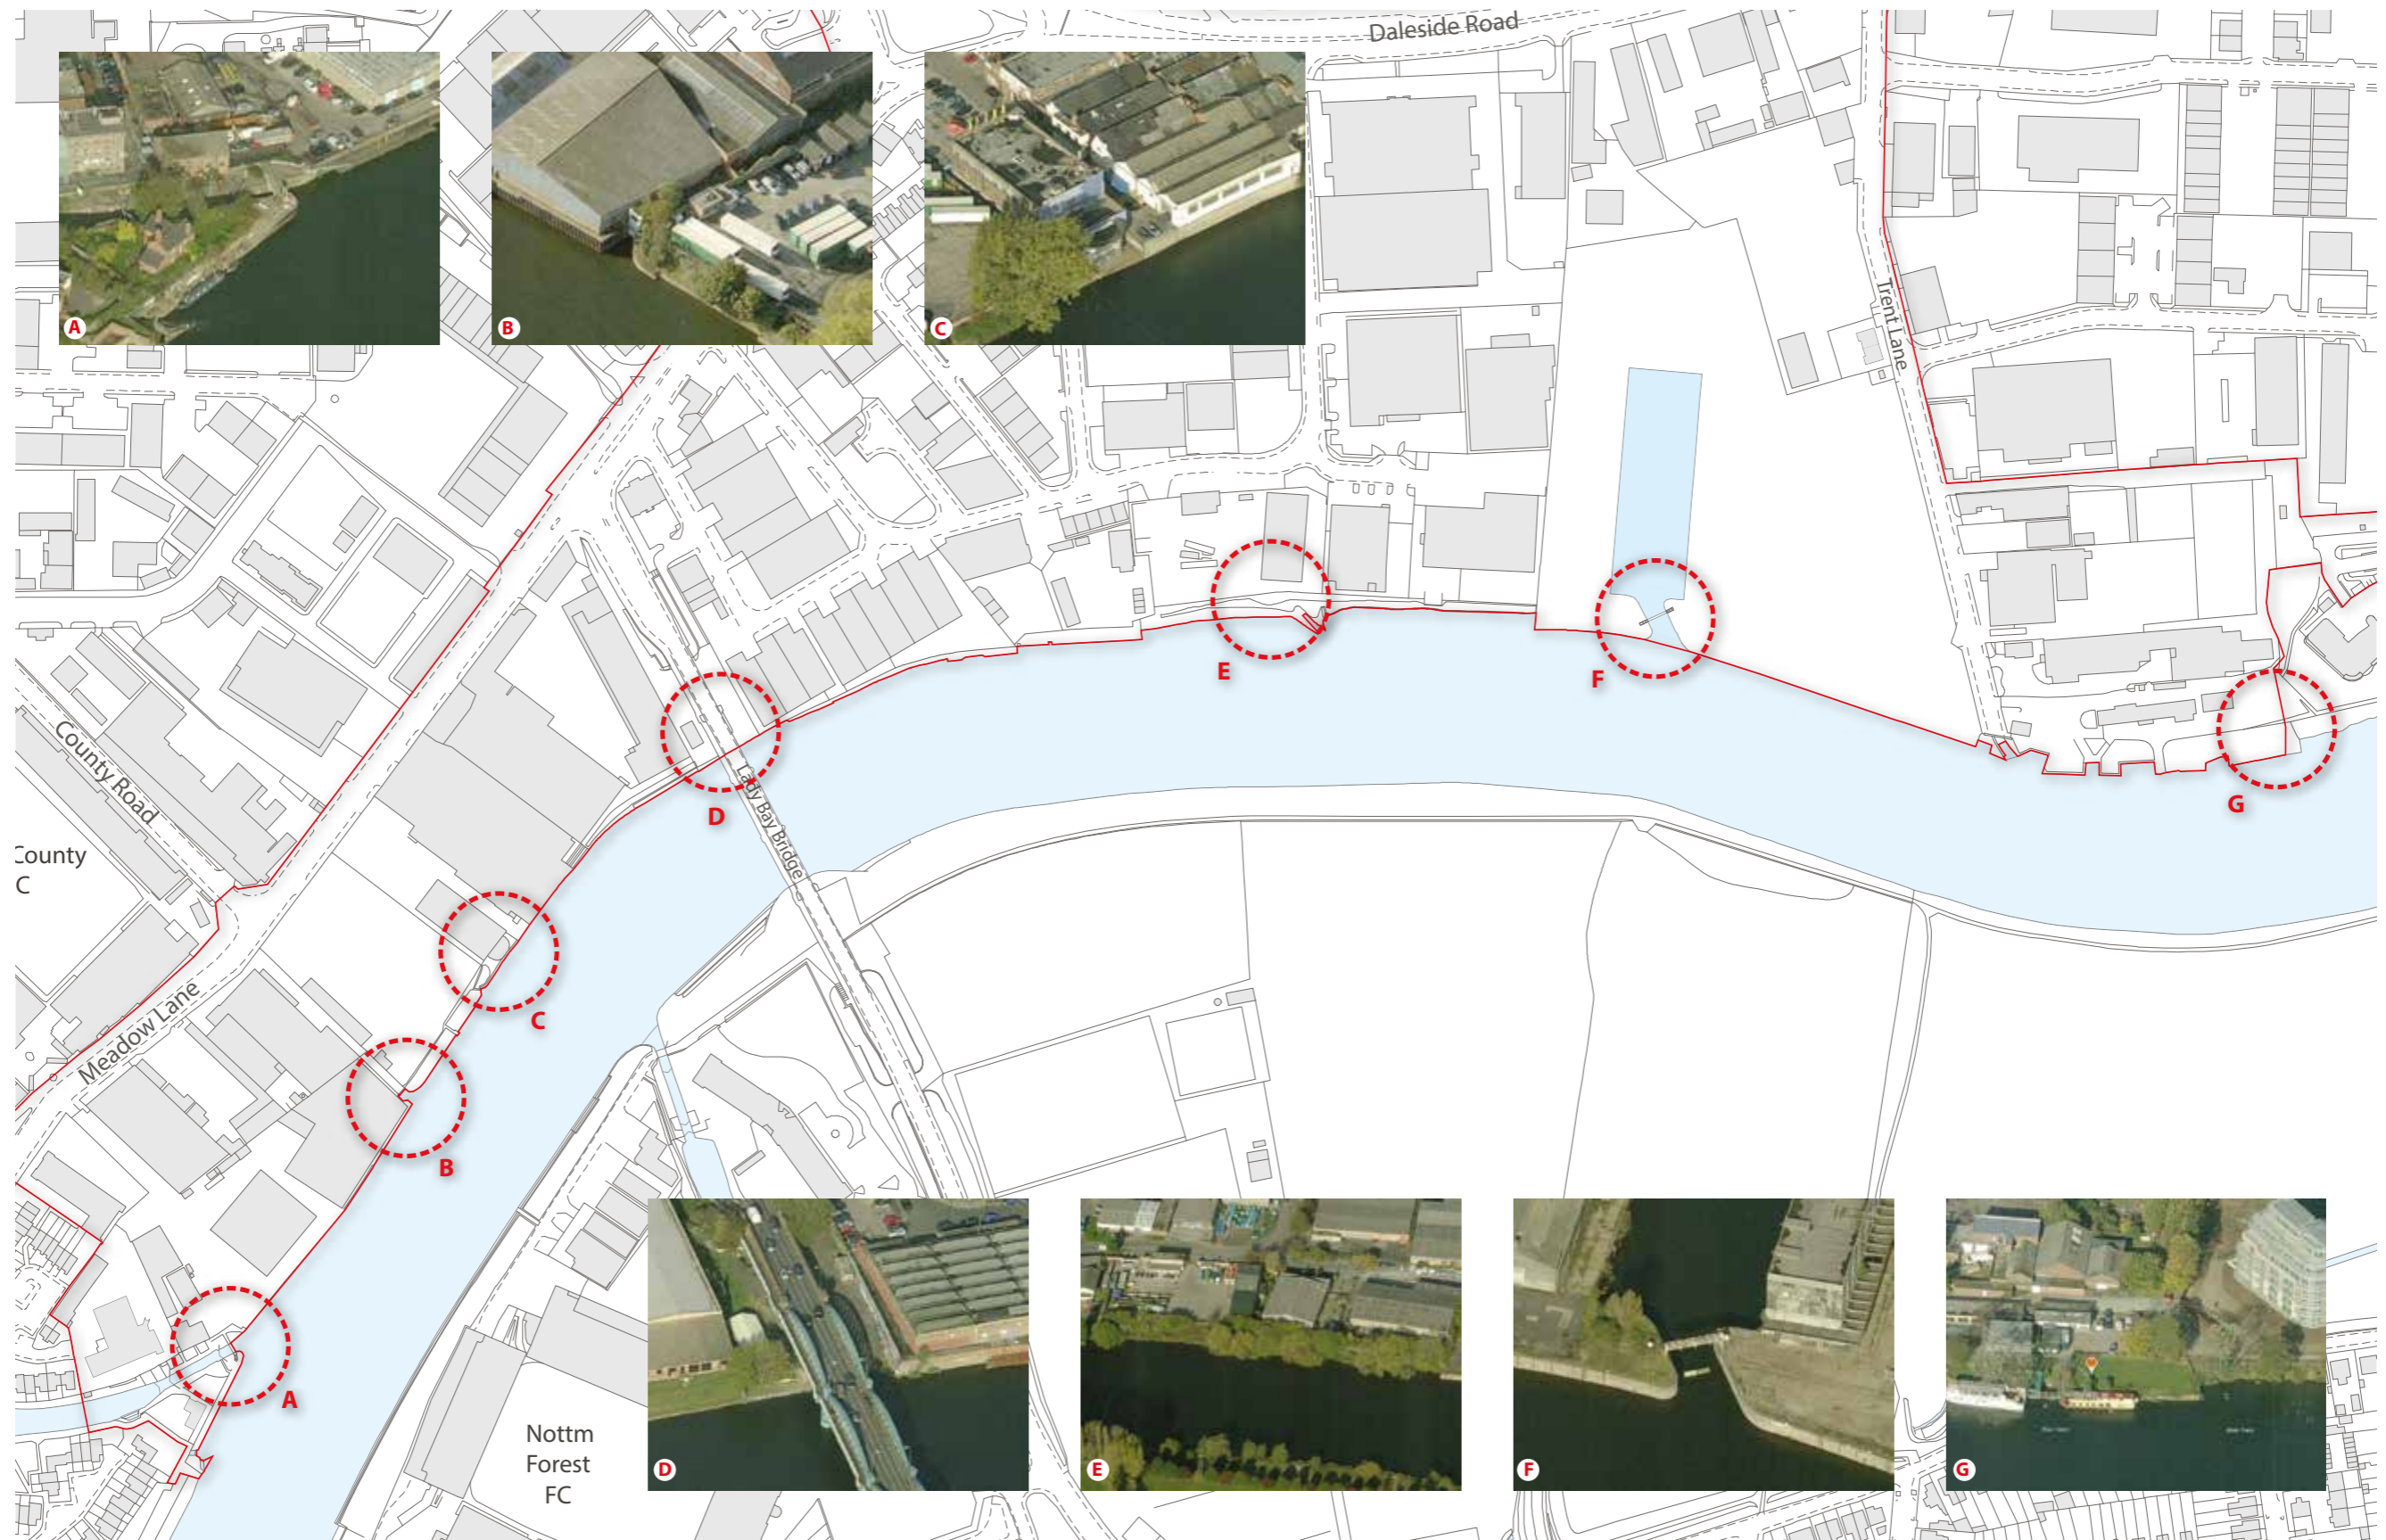 Daleside Road
A
B
C
Trent Lane
E
F
G
D
Lady Bay Bridge
County Road
County
C
C
Meadow Lane
B
A
Nottm
Forest
FC
D
E
F
G